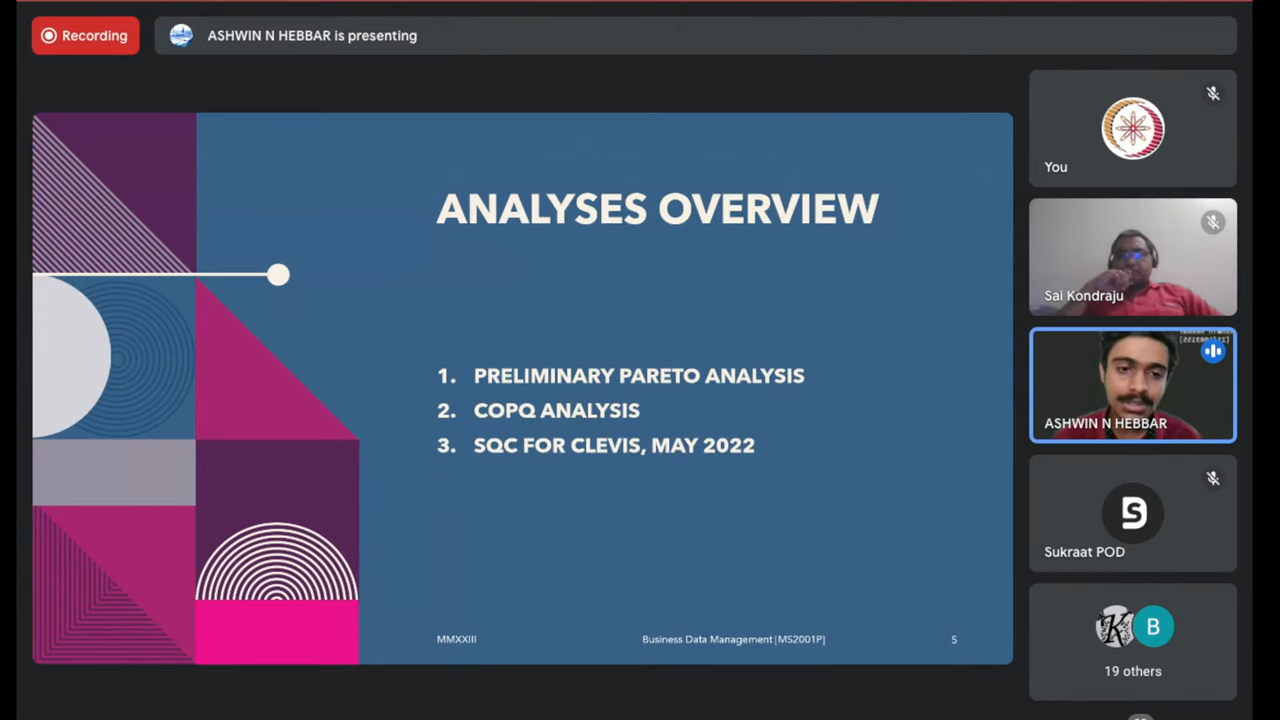 Recording
ASHWIN N HEBBAR is presenting
ANALYSES OVERVIEW
1. PRELIMINARY PARETO ANALYSIS
2. COPQ ANALYSIS
3. SQC FOR CLEVIS, MAY 2022
MMXXIII
Business Data Management [MS2001P]
5
You
Sai Kondraju
ASHWIN N HEBBAR
S
Sukraat POD
K
B
19 others